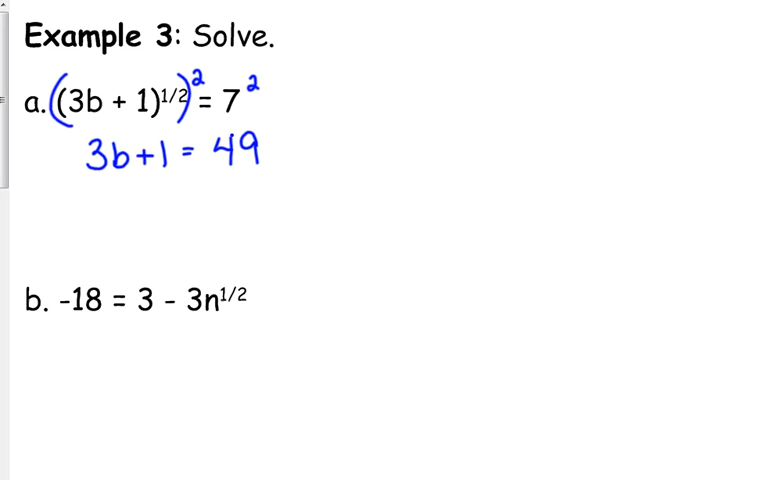 Example 3: Solve.
a. ((3b + 1)^1/2)^2 = 7^2
3b+1 = 49
b. -18 = 3 - 3n^1/2